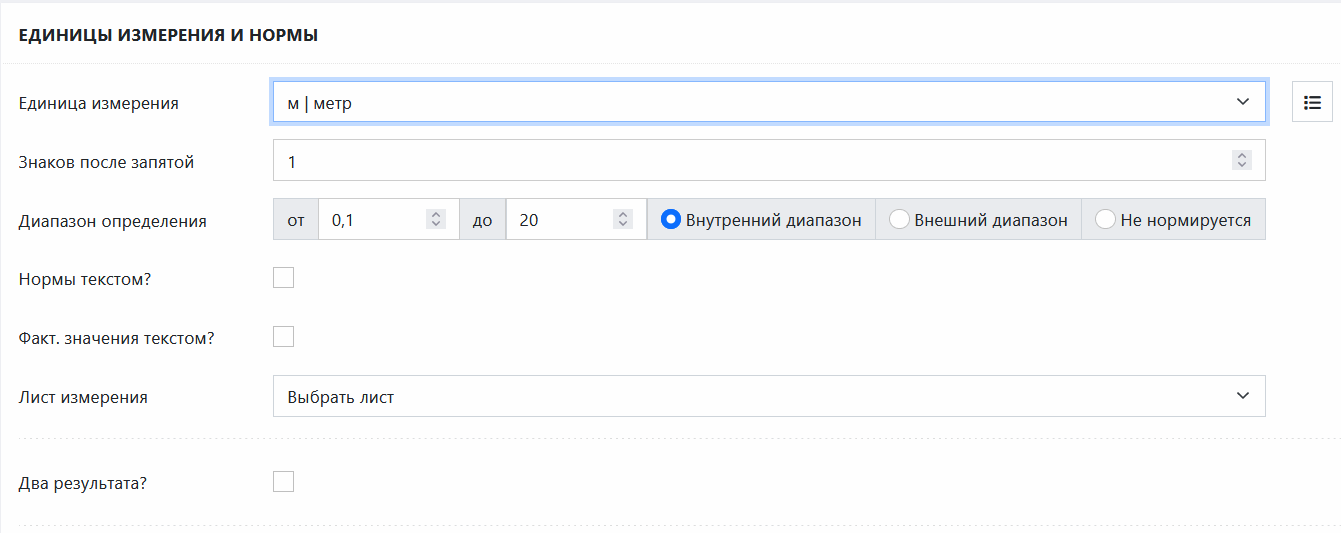 ЕДИНИЦЫ ИЗМЕРЕНИЯ И НОРМЫ
Единица измерения м | метр
Знаков после запятой 1
Диапазон определения от 0,1 до 20 Внутренний диапазон Внешний диапазон Не нормируется
Нормы текстом?
Факт. значения текстом?
Лист измерения Выбрать лист
Два результата?